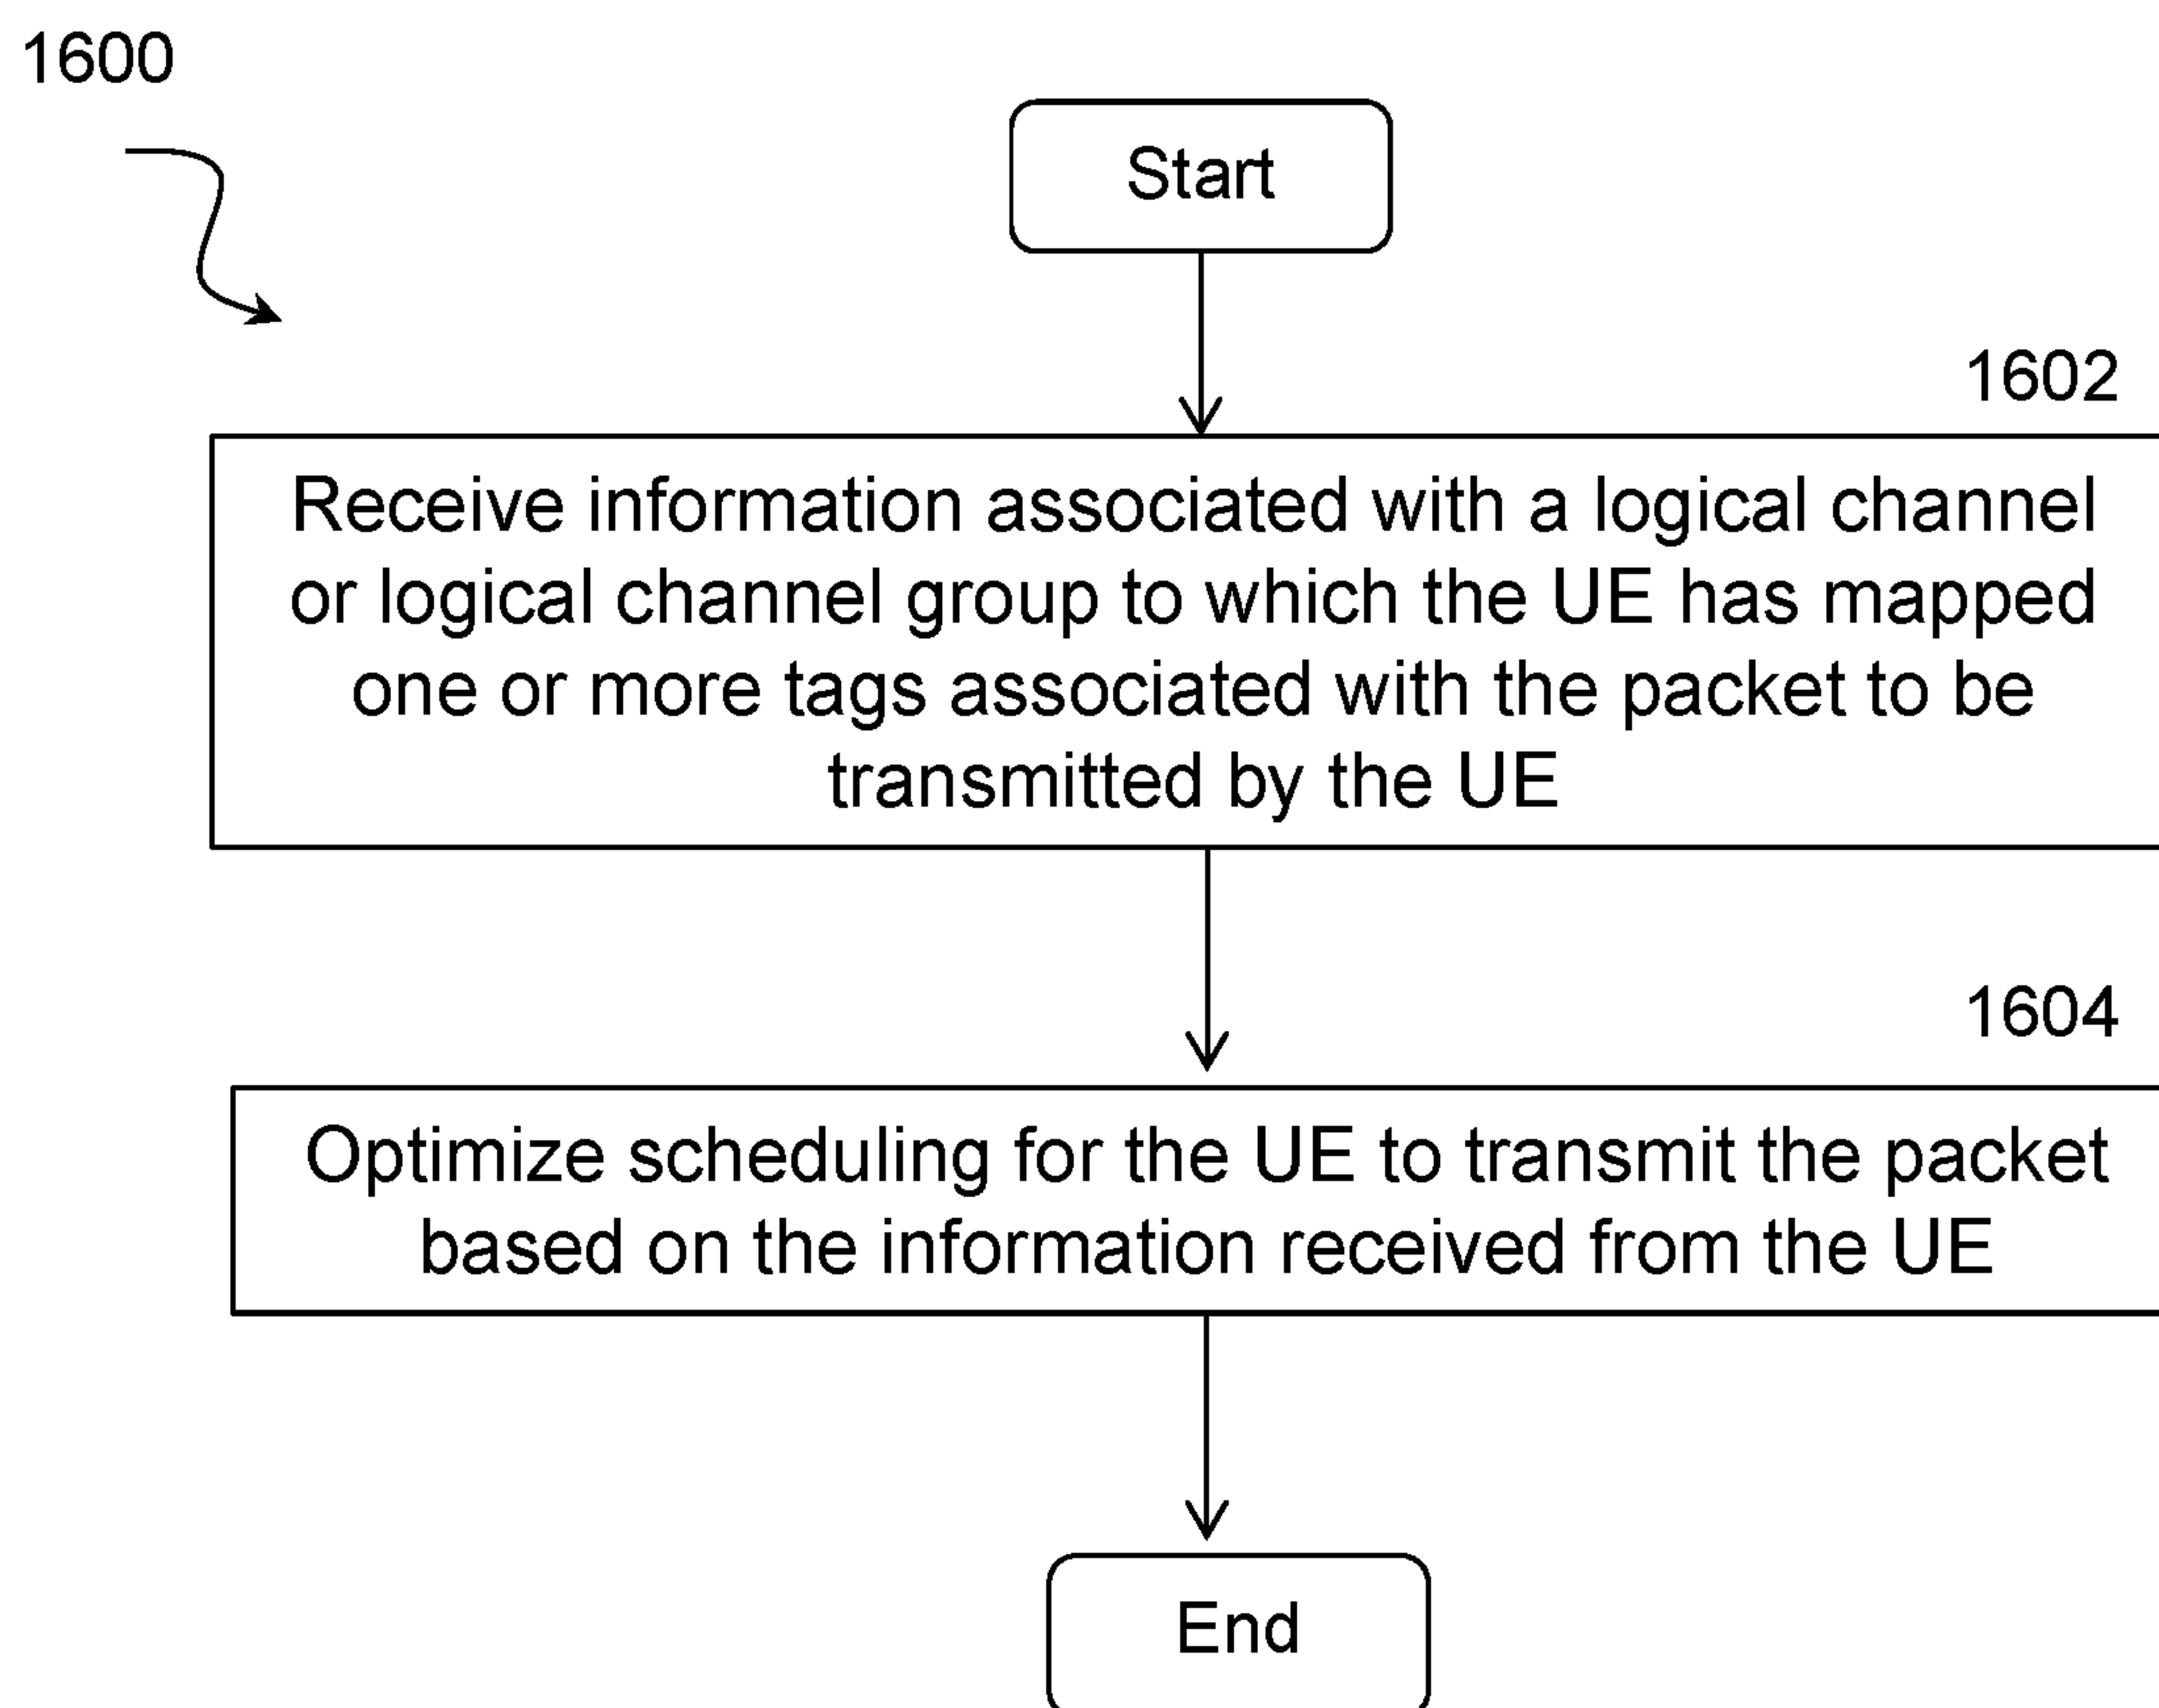 1600
Start
1602
Receive information associated with a logical channel
or logical channel group to which the UE has mapped
one or more tags associated with the packet to be
transmitted by the UE
1604
Optimize scheduling for the UE to transmit the packet
based on the information received from the UE
End